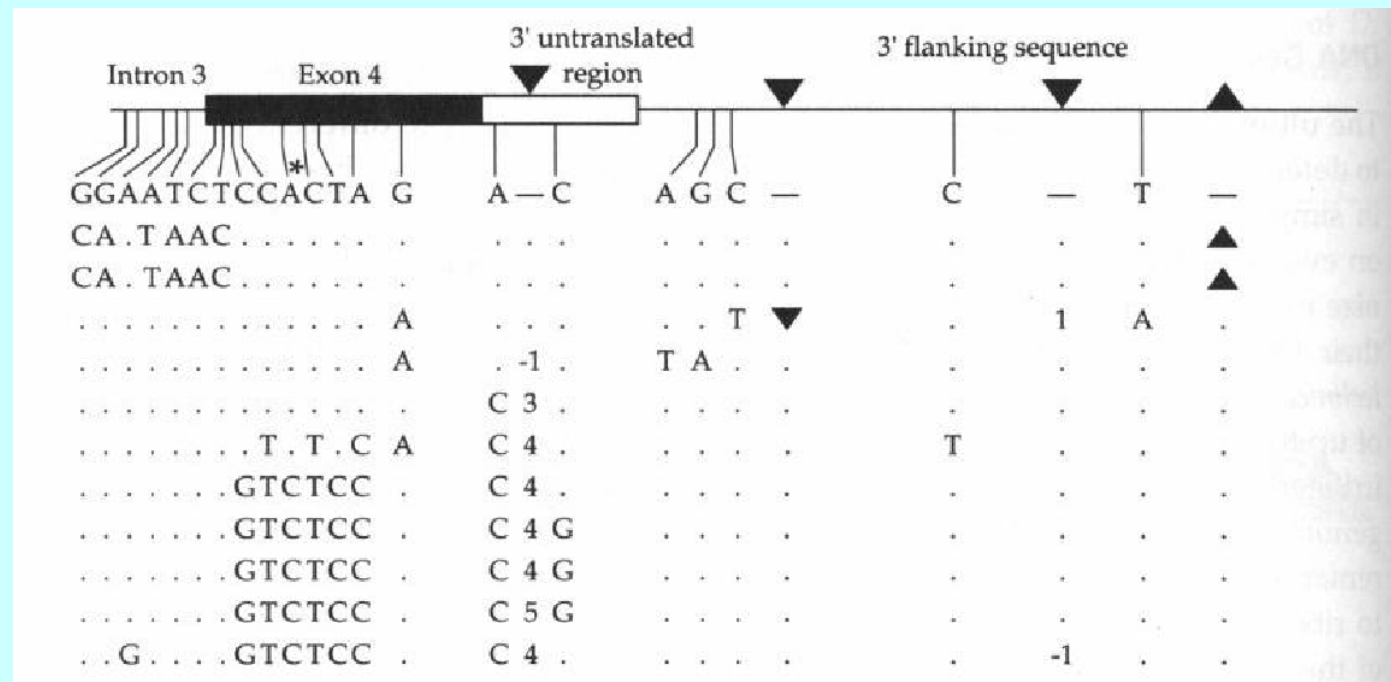 3' untranslated region
3' flanking sequence
Intron 3
Exon 4
*
GGAATCTCCACTA G A — C A G C — C — T —
CA . T AAC . . . . . . . . . . . . . . . . . ▲
CA . TAAC . . . . . . . . . . . . . . . . . ▲
. . . . . . . . . . . . . A . . . . . T ▼ . 1 A .
. . . . . . . . . . . . . A . -1 . T A . . . . . .
. . . . . . . . . . . . . . C 3 . . . . . . . . .
. . . . . . . . T . T . C A C 4 . . . . . T . . .
. . . . . . . GTCTCC . C 4 . . . . . . . . .
. . . . . . . GTCTCC . C 4 G . . . . . . . .
. . . . . . . GTCTCC . C 4 G . . . . . . . .
. . . . . . . GTCTCC . C 5 G . . . . . . . .
. . G . . . . GTCTCC . C 4 . . . . . . -1 . .